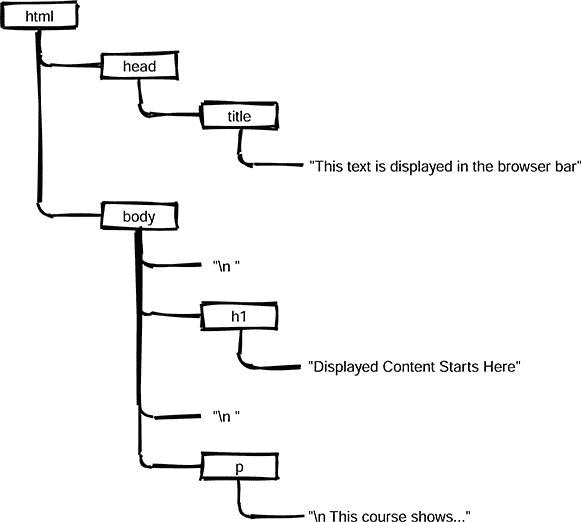 html
head
title
"This text is displayed in the browser bar"
body
"\n "
h1
"Displayed Content Starts Here"
"\n "
p
"\n This course shows..."